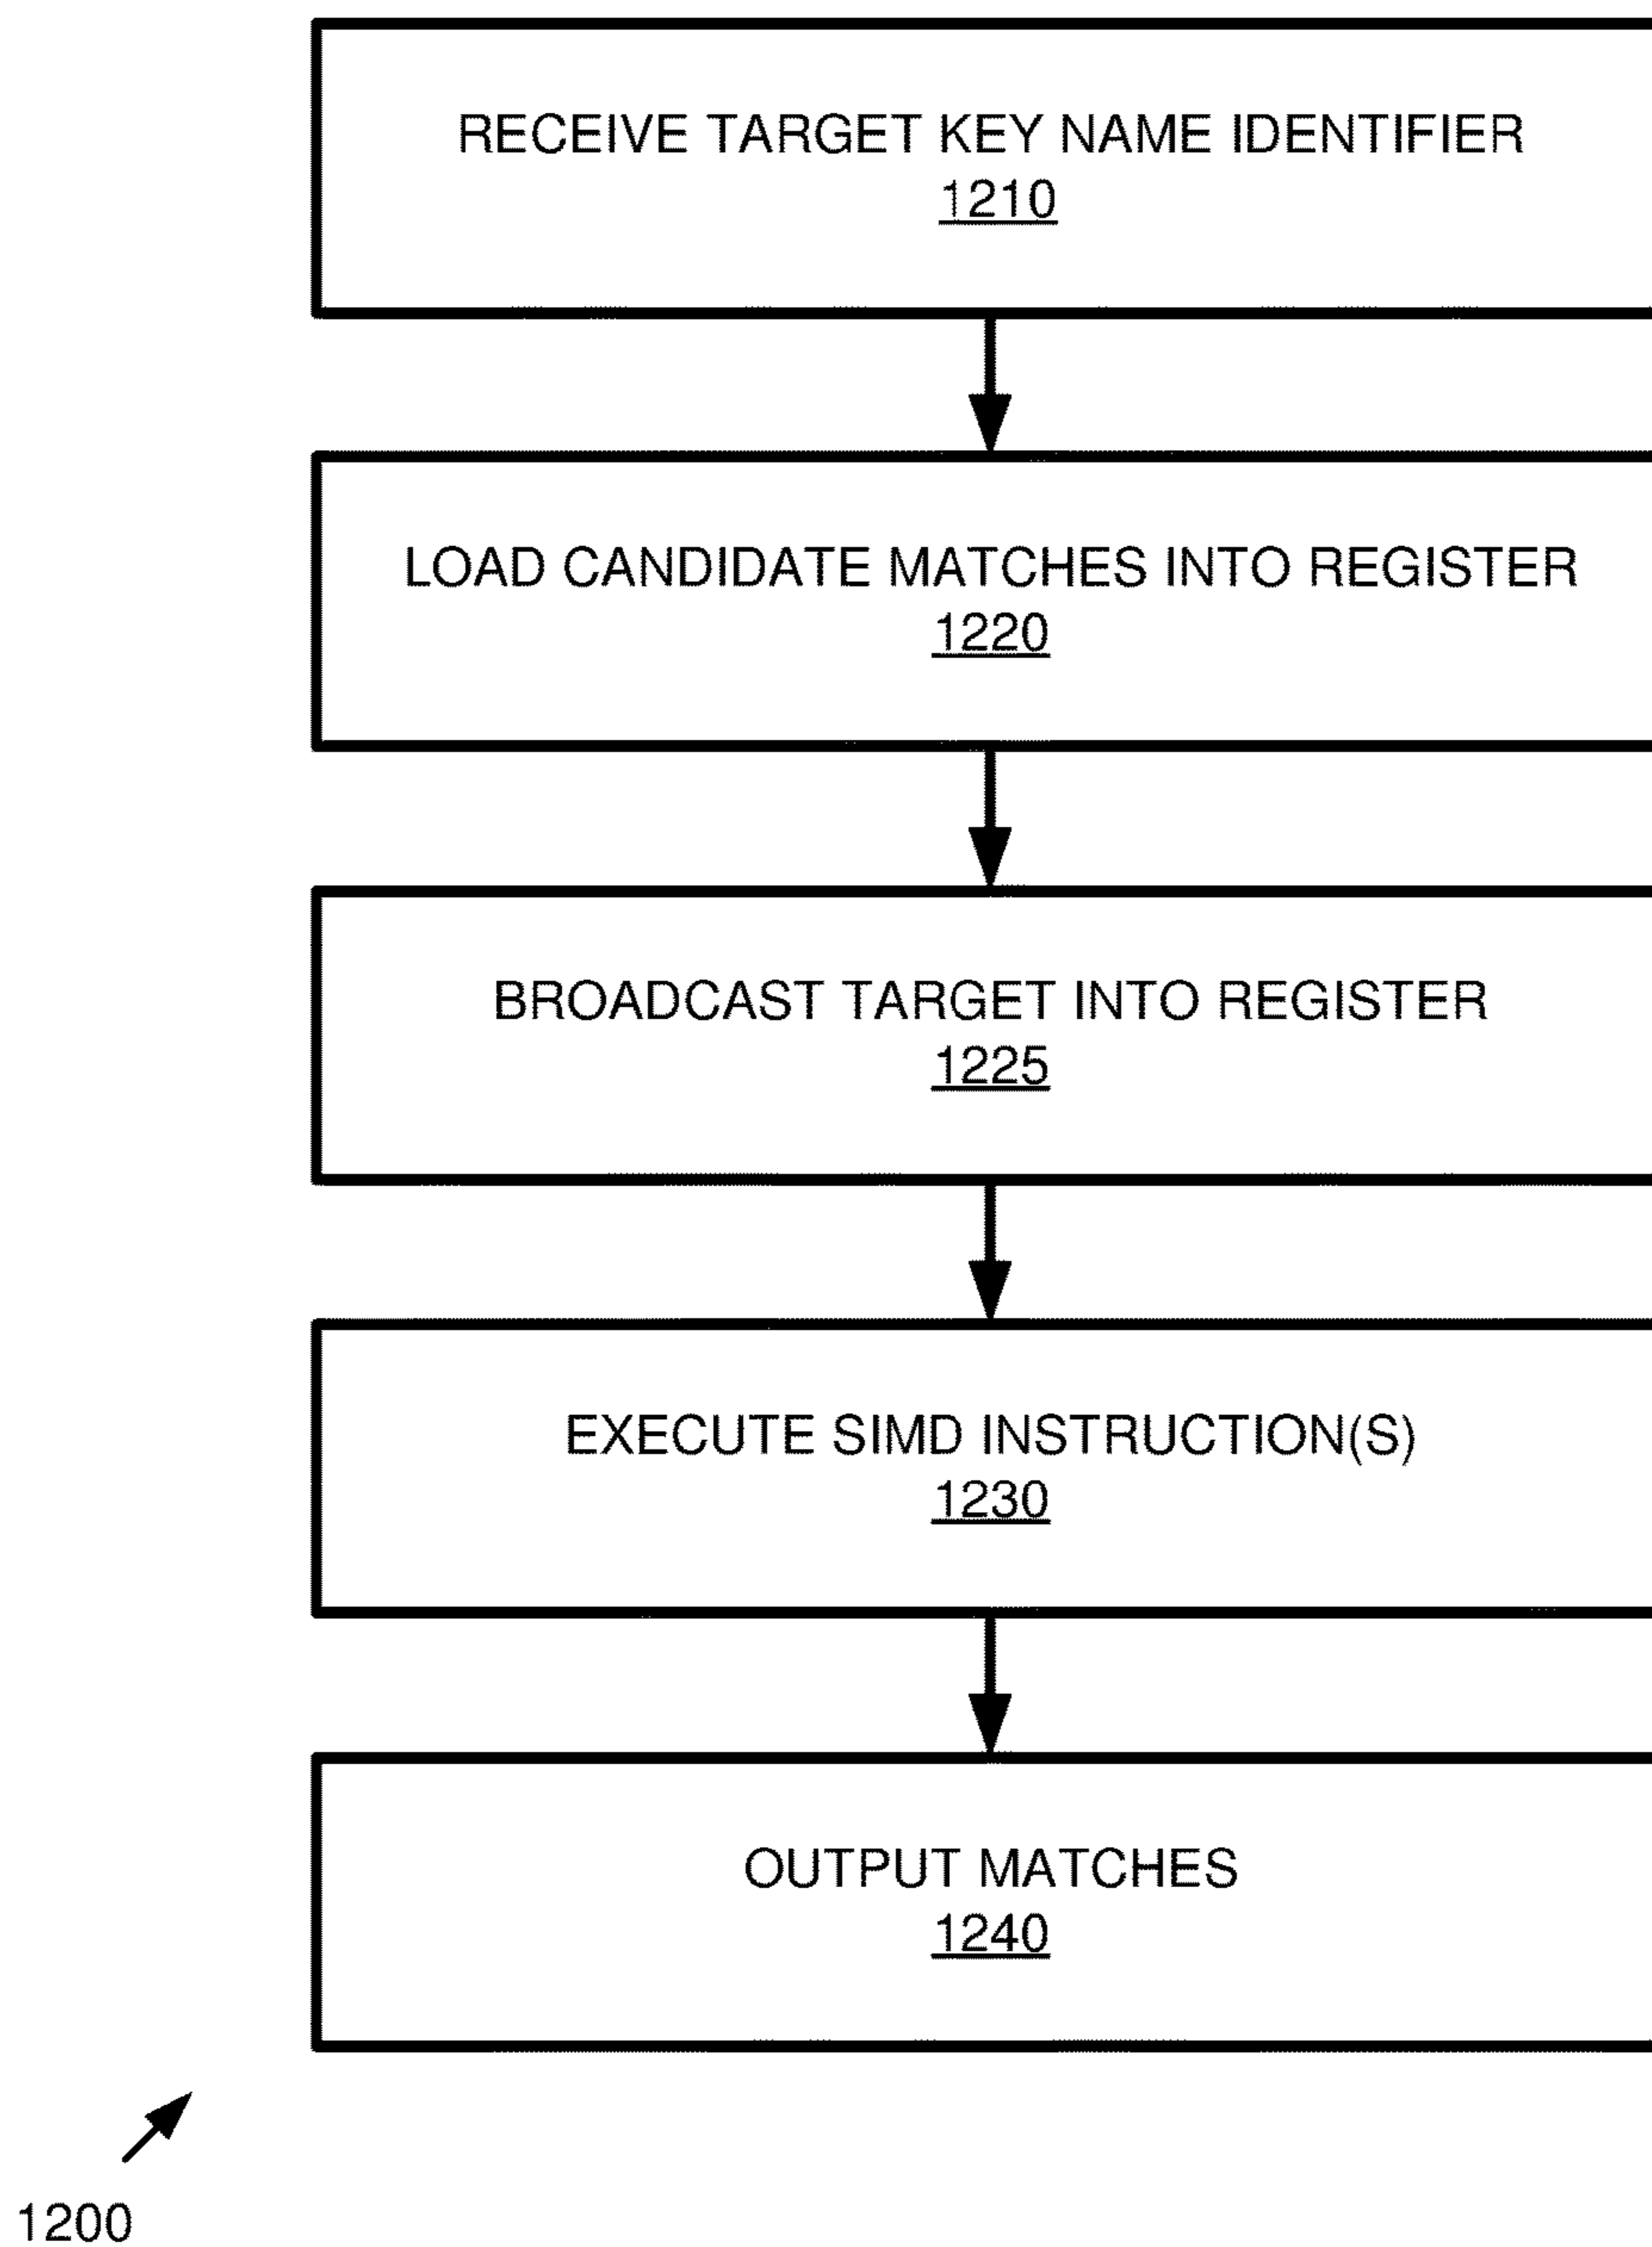 RECEIVE TARGET KEY NAME IDENTIFIER
1210
LOAD CANDIDATE MATCHES INTO REGISTER
1220
BROADCAST TARGET INTO REGISTER
1225
EXECUTE SIMD INSTRUCTION(S)
1230
OUTPUT MATCHES
1240
1200